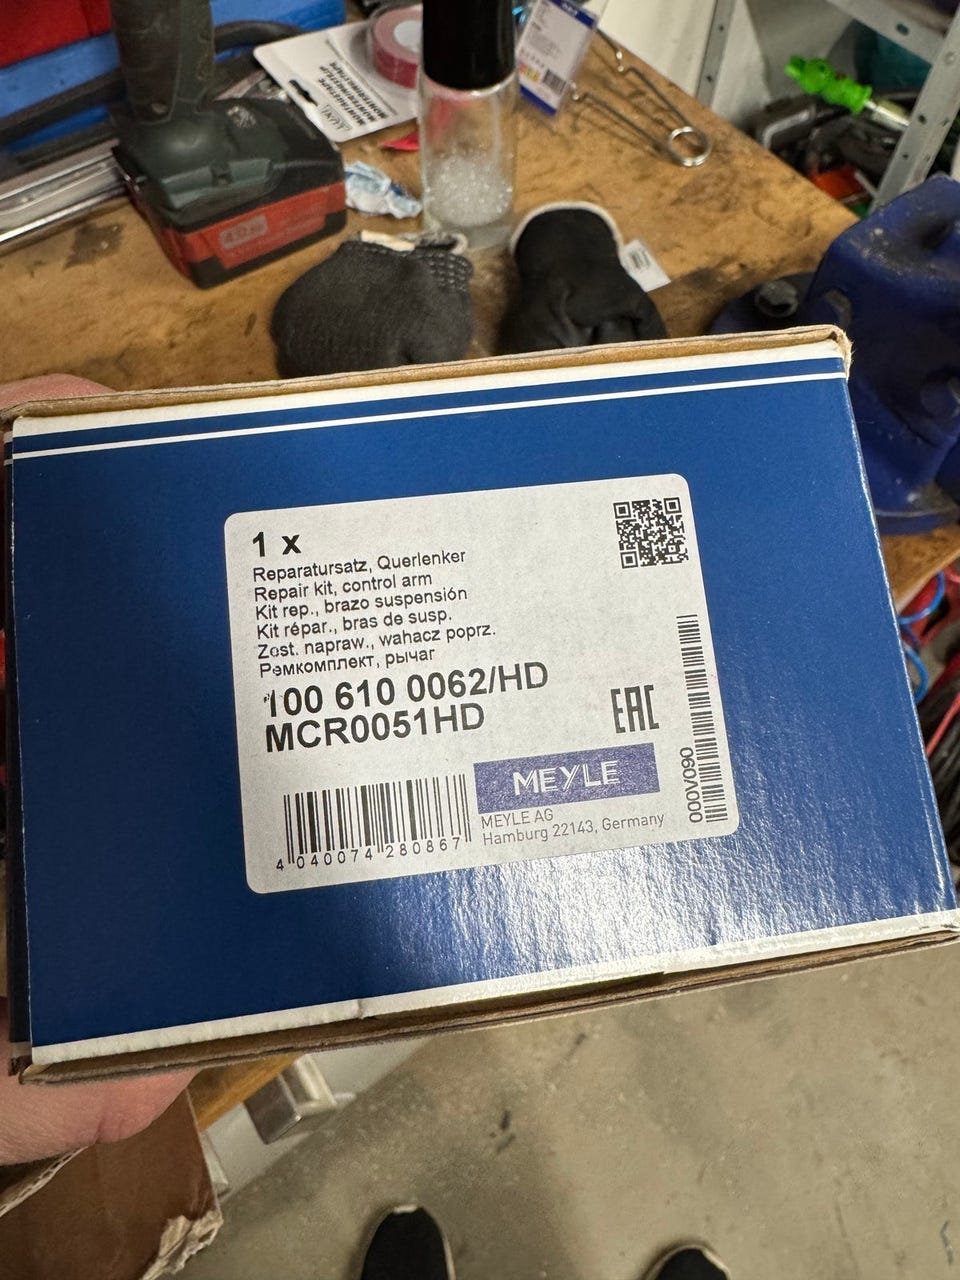 1 x
Reparatursatz, Querlenker
Repair kit, control arm
Kit rep., brazo suspensión
Kit répar., bras de susp.
Zest. napraw., wahacz poprz.
Ремкомплект, рычаг
100 610 0062/HD
MCR0051HD
EAC
MEYLE
MEYLE AG
Hamburg 22143, Germany
4 040074 280867
000V090